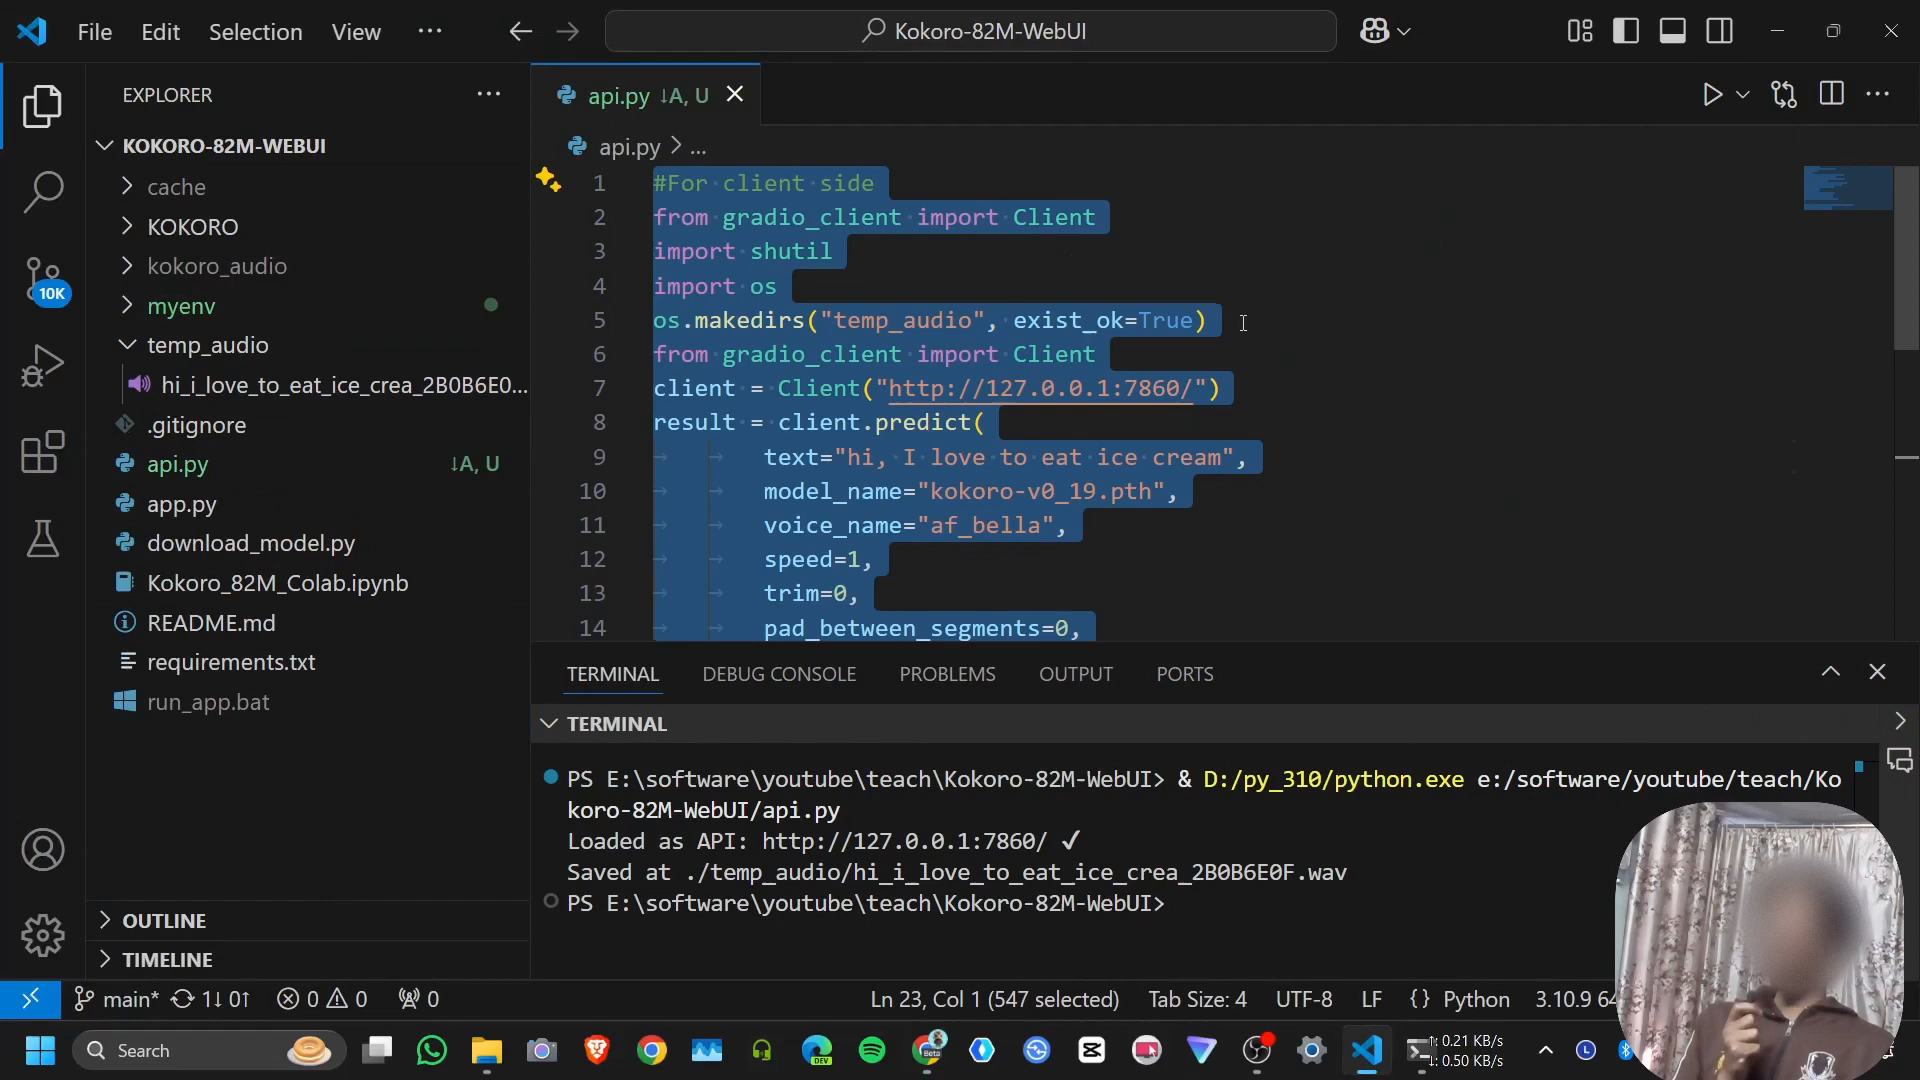 File Edit Selection View ···
Kokoro-82M-WebUI
EXPLORER
KOKORO-82M-WEBUI
cache
KOKORO
kokoro_audio
myenv
temp_audio
hi_i_love_to_eat_ice_crea_2B0B6E0...
.gitignore
api.py ↓A, U
app.py
download_model.py
Kokoro_82M_Colab.ipynb
README.md
requirements.txt
run_app.bat
OUTLINE
TIMELINE
10K
api.py ↓A, U
api.py > ...
1 #For client side
2 from gradio_client import Client
3 import shutil
4 import os
5 os.makedirs("temp_audio", exist_ok=True)
6 from gradio_client import Client
7 client = Client("http://127.0.0.1:7860/")
8 result = client.predict(
9 text="hi, I love to eat ice cream",
10 model_name="kokoro-v0_19.pth",
11 voice_name="af_bella",
12 speed=1,
13 trim=0,
14 pad_between_segments=0,
TERMINAL DEBUG CONSOLE PROBLEMS OUTPUT PORTS
TERMINAL
PS E:\software\youtube\teach\Kokoro-82M-WebUI> & D:/py_310/python.exe e:/software/youtube/teach/Ko
koro-82M-WebUI/api.py
Loaded as API: http://127.0.0.1:7860/ ✓
Saved at ./temp_audio/hi_i_love_to_eat_ice_crea_2B0B6E0F.wav
PS E:\software\youtube\teach\Kokoro-82M-WebUI>
main* 1↓ 0↑ 0 0 0
Ln 23, Col 1 (547 selected) Tab Size: 4 UTF-8 LF {} Python 3.10.9 64
Search
DEV
Beta
L
↑: 0.21 KB/s
↓: 0.50 KB/s